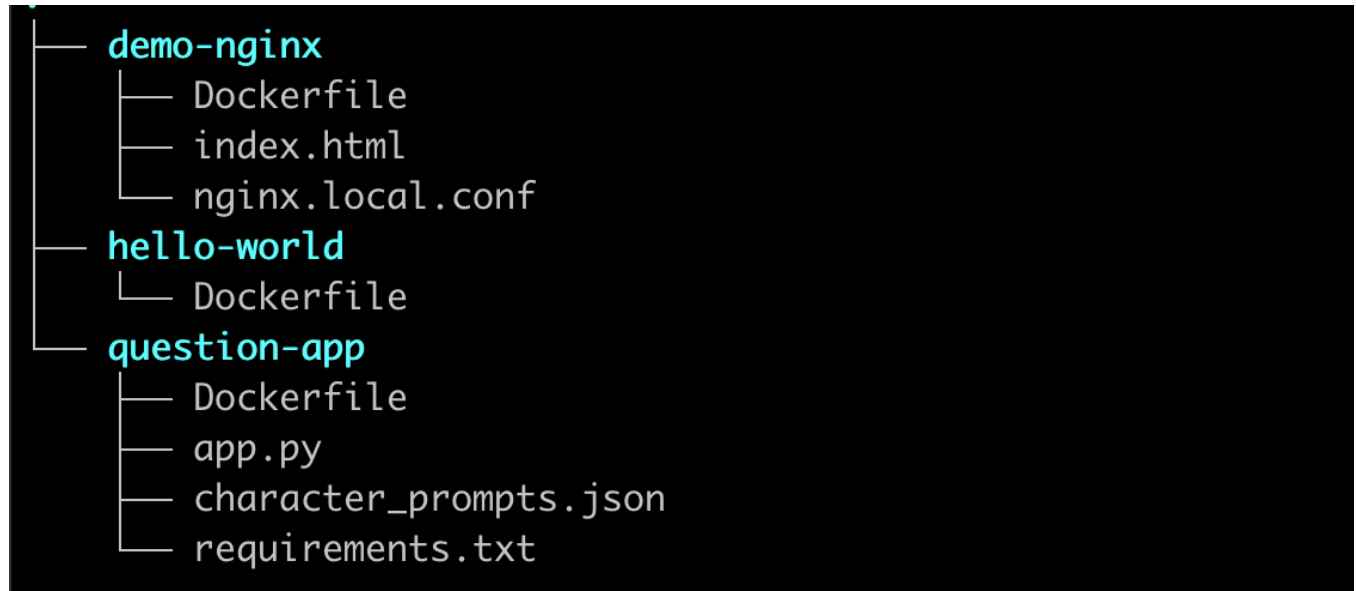 demo-nginx
Dockerfile
index.html
nginx.local.conf
hello-world
Dockerfile
question-app
Dockerfile
app.py
character_prompts.json
requirements.txt